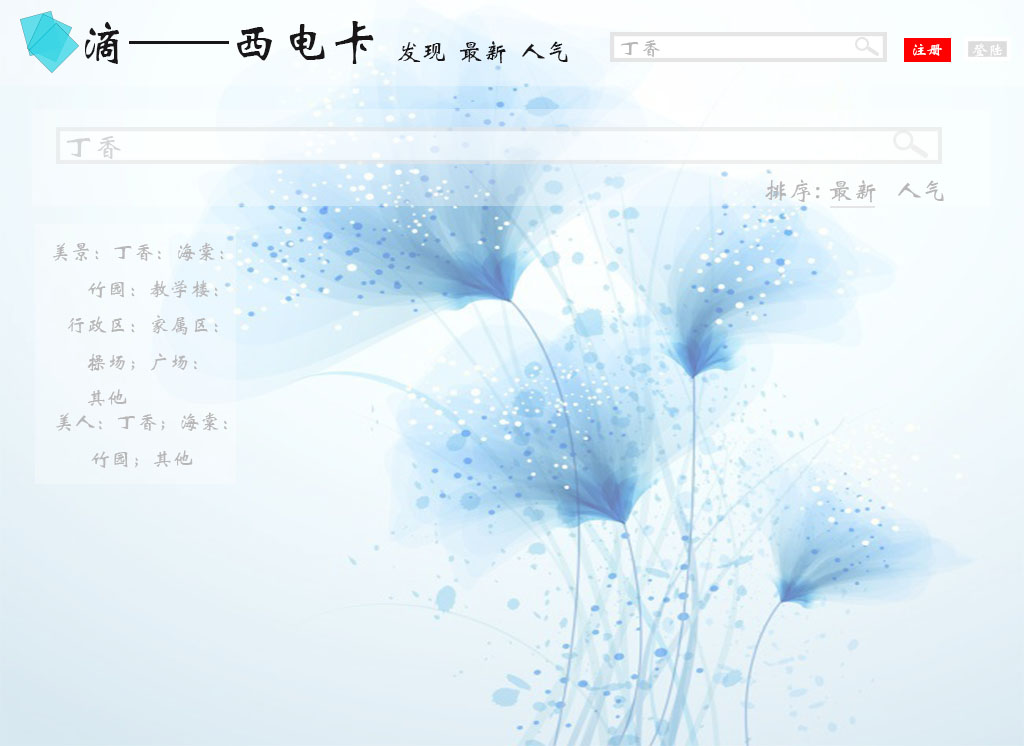 滴——西电卡 发现 最新 人气 丁香 注册 登陆
丁香
排序: 最新 人气
美景: 丁香: 海棠:
竹园: 教学楼:
行政区: 家属区:
操场; 广场:
其他
美人: 丁香; 海棠:
竹园; 其他